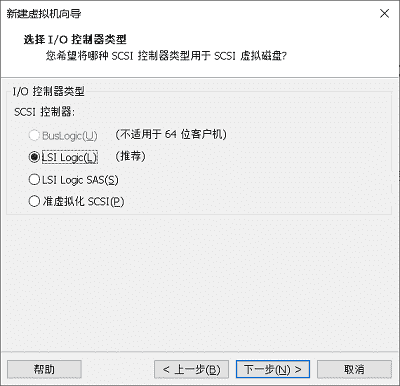 新建虚拟机向导
选择 I/O 控制器类型
您希望将哪种 SCSI 控制器类型用于 SCSI 虚拟磁盘?
I/O 控制器类型
SCSI 控制器:
BusLogic(U) (不适用于 64 位客户机)
LSI Logic(L) (推荐)
LSI Logic SAS(S)
准虚拟化 SCSI(P)
帮助 < 上一步(B) 下一步(N) > 取消